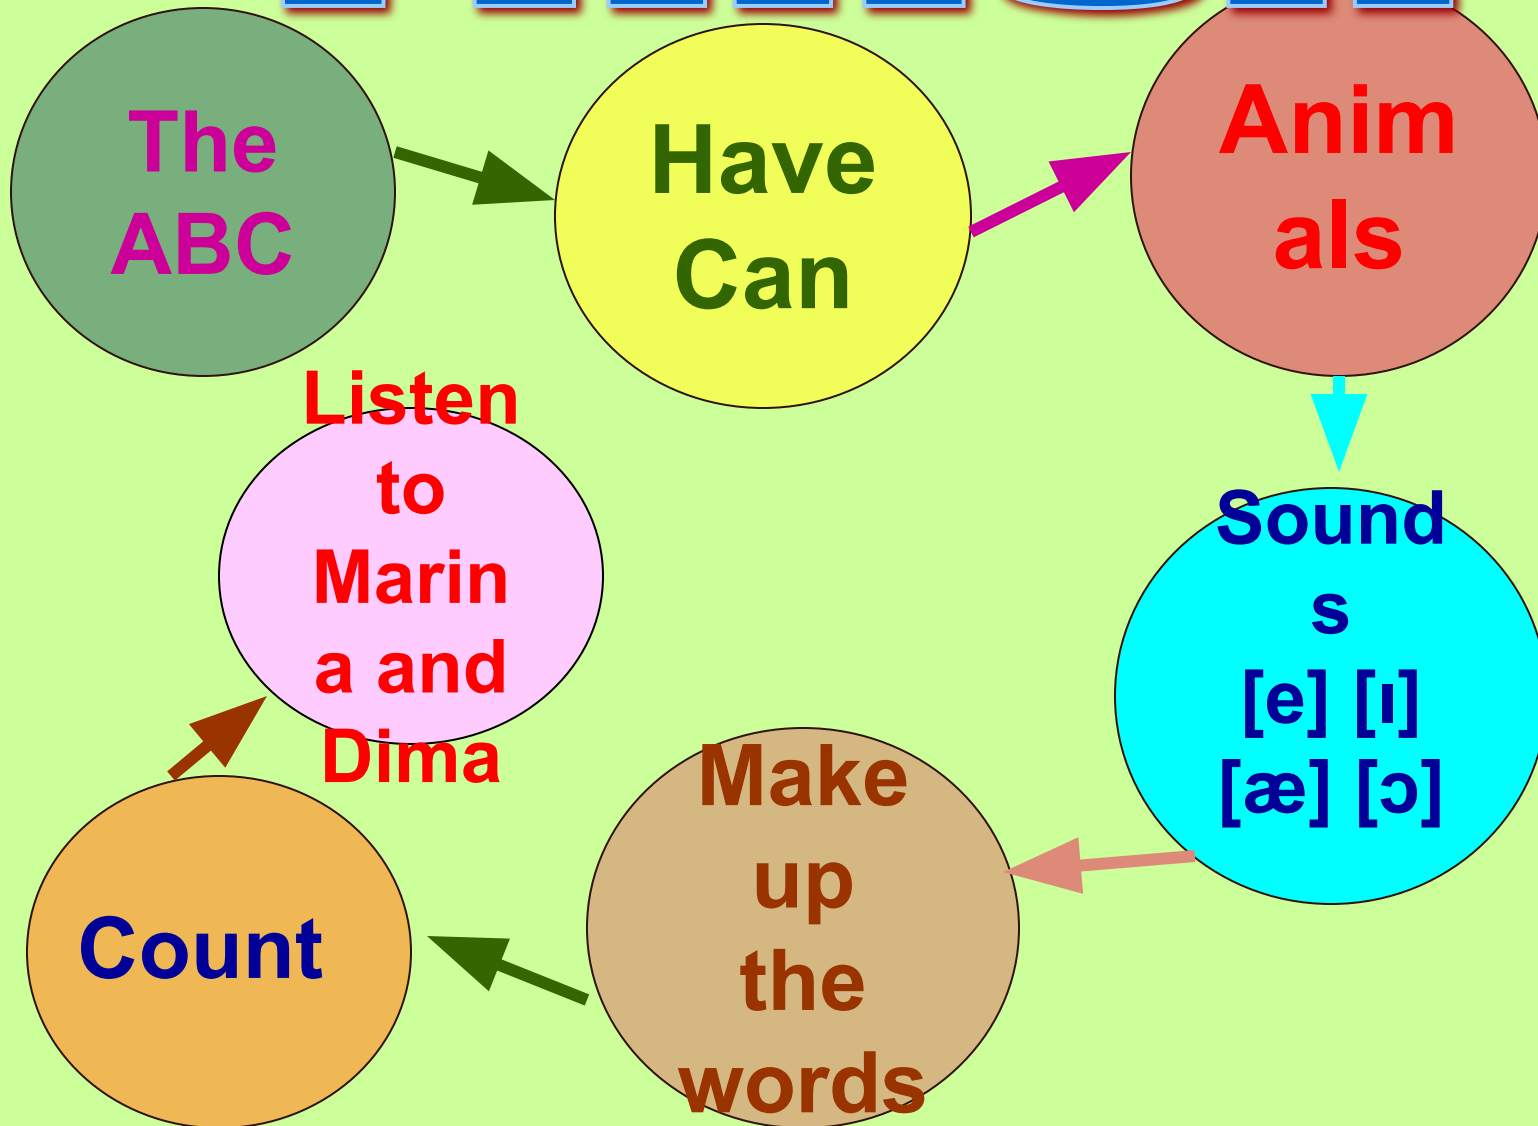 The
ABC
Have
Can
Anim
als
Sound
s
[e] [ı]
[æ] [ɔ]
Make
up
the
words
Count
Listen
to
Marin
a and
Dima